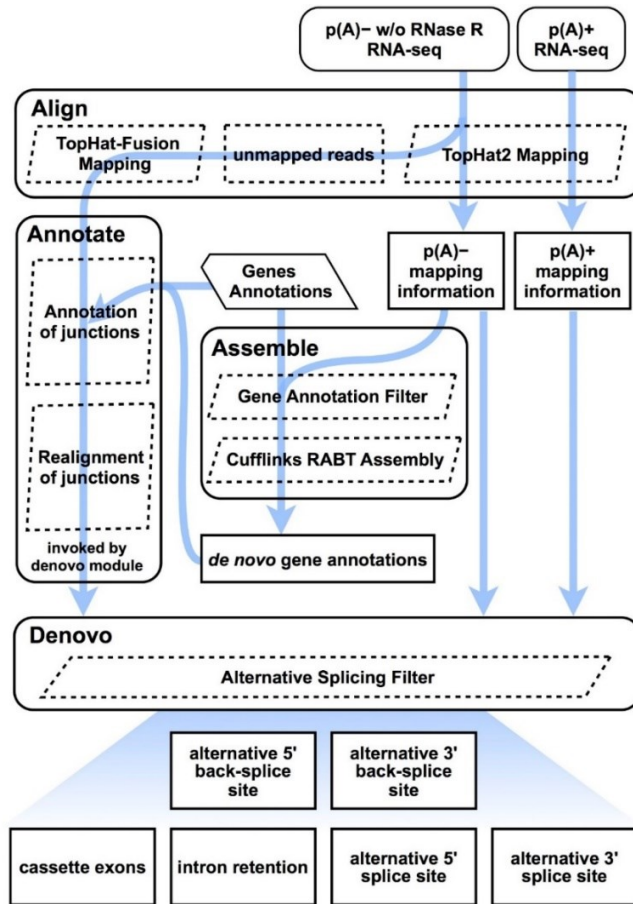 p(A)− w/o RNase R
RNA-seq
p(A)+
RNA-seq
Align
TopHat-Fusion
Mapping
unmapped reads
TopHat2 Mapping
Annotate
Annotation
of junctions
Realignment
of junctions
invoked by
denovo module
Genes
Annotations
p(A)−
mapping
information
p(A)+
mapping
information
Assemble
Gene Annotation Filter
Cufflinks RABT Assembly
de novo gene annotations
Denovo
Alternative Splicing Filter
alternative 5'
back-splice
site
alternative 3'
back-splice
site
cassette exons
intron retention
alternative 5'
splice site
alternative 3'
splice site